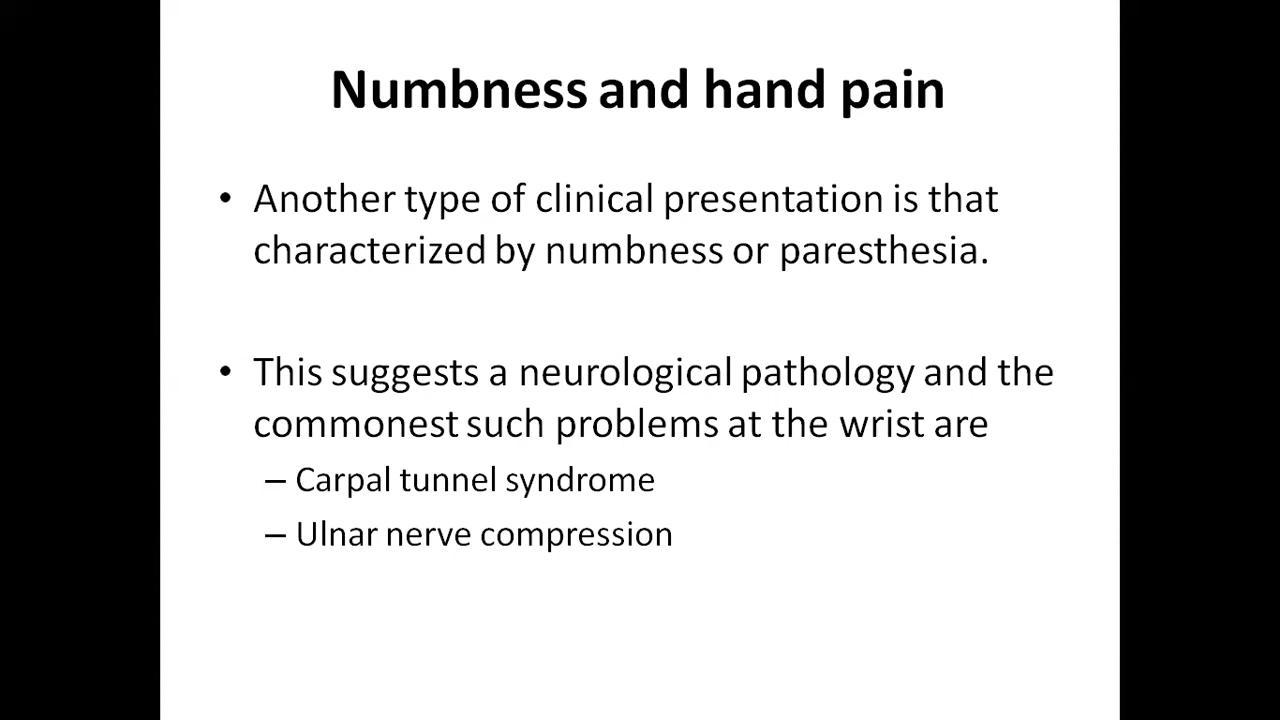 Numbness and hand pain
• Another type of clinical presentation is that
characterized by numbness or paresthesia.
• This suggests a neurological pathology and the
commonest such problems at the wrist are
– Carpal tunnel syndrome
– Ulnar nerve compression